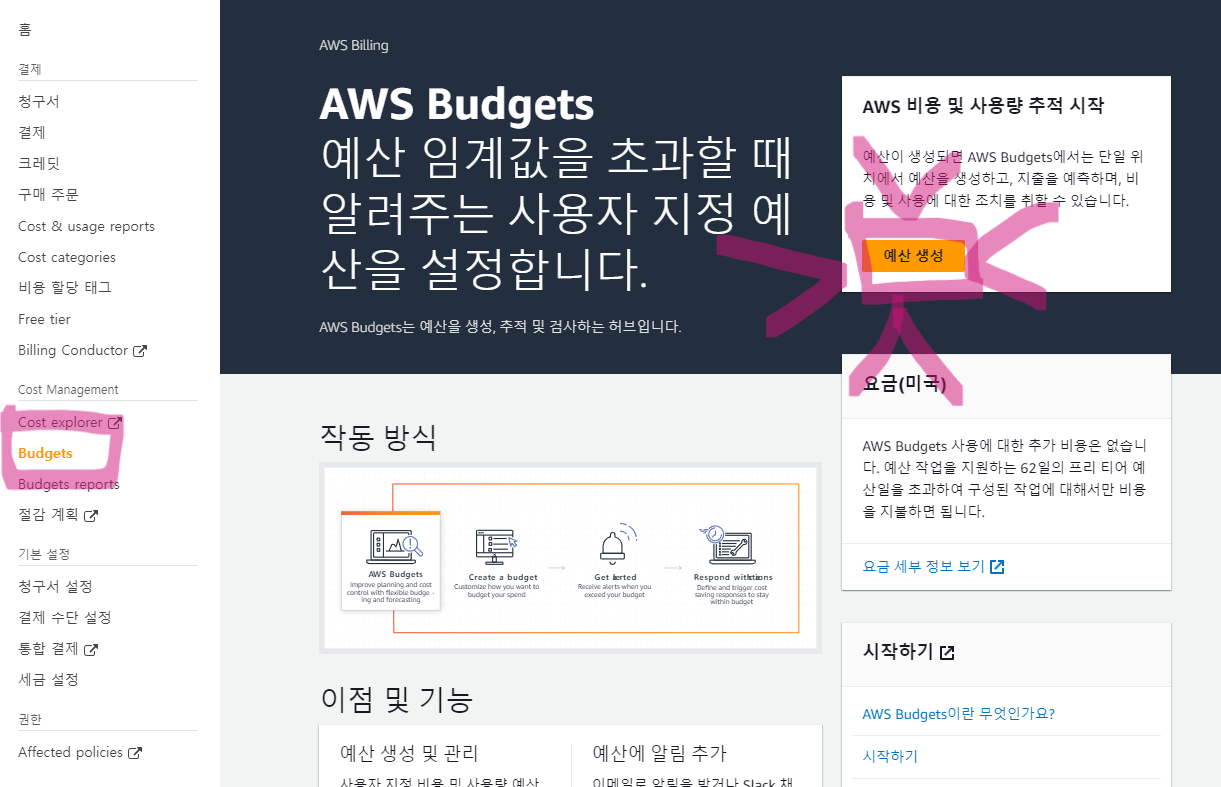 홈
결제
청구서
결제
크레딧
구매 주문
Cost & usage reports
Cost categories
비용 할당 태그
Free tier
Billing Conductor
Cost Management
Cost explorer
Budgets
Budgets reports
절감 계획
기본 설정
청구서 설정
결제 수단 설정
통합 결제
세금 설정
권한
Affected policies
AWS Billing
AWS Budgets
예산 임계값을 초과할 때
알려주는 사용자 지정 예
산을 설정합니다.
AWS Budgets는 예산을 생성, 추적 및 검사하는 허브입니다.
AWS 비용 및 사용량 추적 시작
예산이 생성되면 AWS Budgets에서는 단일 위
치에서 예산을 생성하고, 지출을 예측하며, 비
용 및 사용에 대한 조치를 취할 수 있습니다.
예산 생성
요금(미국)
AWS Budgets 사용에 대한 추가 비용은 없습니
다. 예산 작업을 지원하는 62일의 프리 티어 예
산일을 초과하여 구성된 작업에 대해서만 비용
을 지불하면 됩니다.
요금 세부 정보 보기
시작하기
AWS Budgets이란 무엇인가요?
시작하기
작동 방식
AWS Budgets
Improve planning and cost
control with flexible budge -
ing and forecasting
Create a budget
Customize how you want to
budget your spend
Get
Receive alerts when you
exceed your budget
Respond
Define and trigger cost
saving responses to stay
within budget
이점 및 기능
예산 생성 및 관리
사용자 지정 비용 및 사용량 예산
예산에 알림 추가
이메일로 알림을 받거나 Slack 채